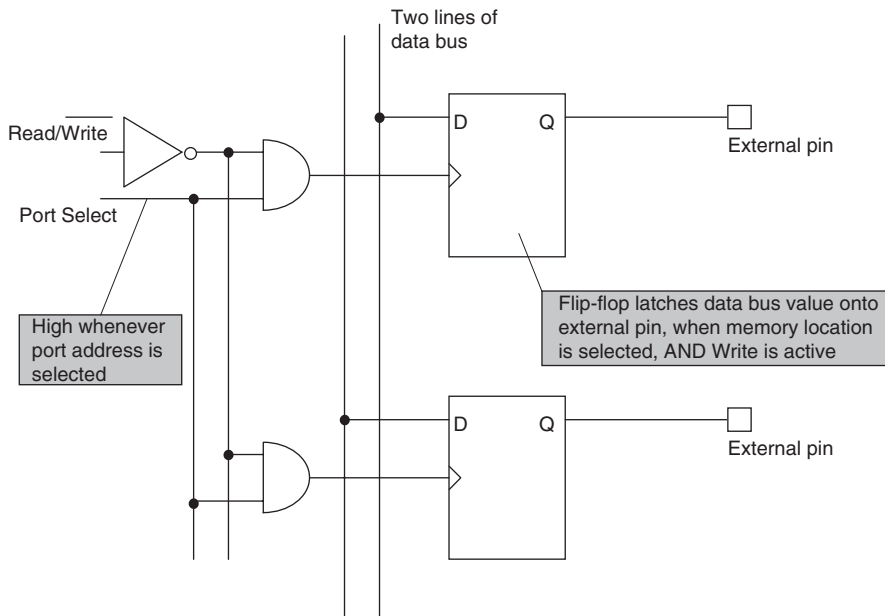 Two lines of
data bus
Read/Write
D
Q
External pin
Port Select
High whenever
port address is
selected
Flip-flop latches data bus value onto
external pin, when memory location
is selected, AND Write is active
D
Q
External pin